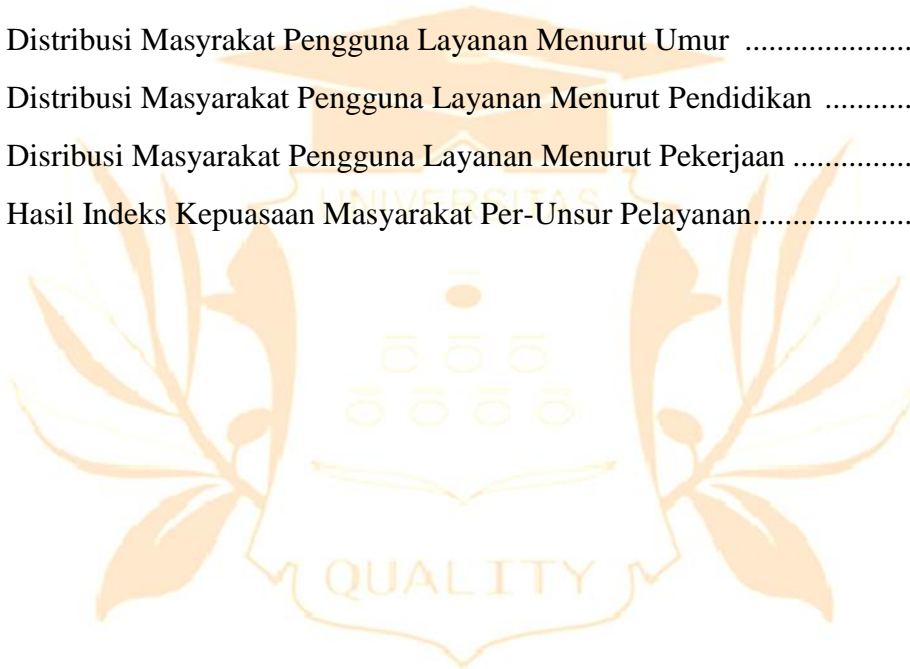 Distribusi Masyrakat Pengguna Layanan Menurut Umur .....................
Distribusi Masyarakat Pengguna Layanan Menurut Pendidikan ...........
Disribusi Masyarakat Pengguna Layanan Menurut Pekerjaan ...............
Hasil Indeks Kepuasaan Masyarakat Per-Unsur Pelayanan....................
UNIVERSITAS
QUALITY